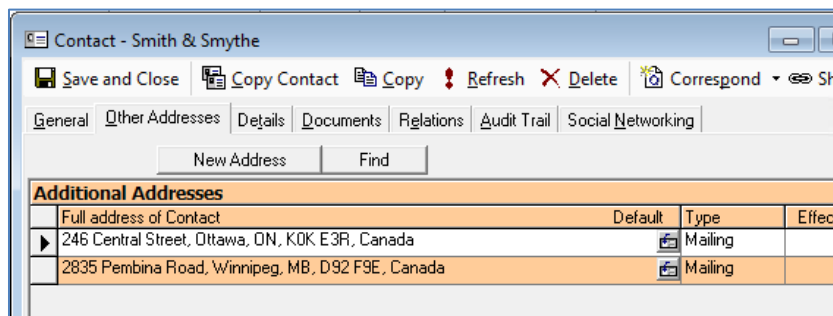 Contact - Smith & Smythe
Save and Close Copy Contact Copy Refresh Delete Correspond Sh
General Other Addresses Details Documents Relations Audit Trail Social Networking
New Address Find
Additional Addresses
Full address of Contact Default Type Effec
246 Central Street, Ottawa, ON, K0K E3R, Canada Mailing
2835 Pembina Road, Winnipeg, MB, D92 F9E, Canada Mailing